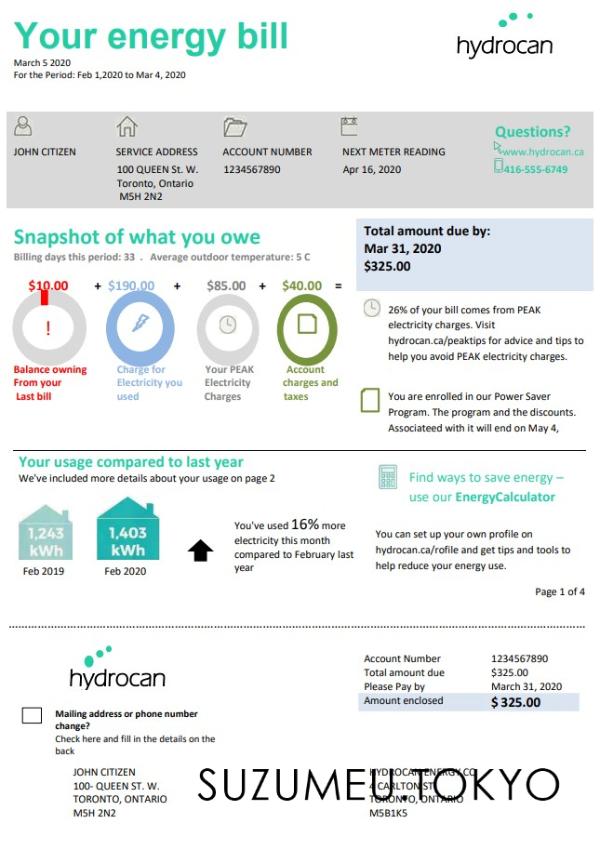 Your energy bill
hydrocan
March 5 2020
For the Period: Feb 1,2020 to Mar 4, 2020
JOHN CITIZEN
SERVICE ADDRESS
100 QUEEN St. W.
Toronto, Ontario
M5H 2N2
ACCOUNT NUMBER
1234567890
NEXT METER READING
Apr 16, 2020
Questions?
www.hydrocan.ca
416-555-6749
Snapshot of what you owe
Billing days this period: 33 . Average outdoor temperature: 5 C
$10.00 + $190.00 + $85.00 + $40.00 =
!
Balance owning
From your
Last bill
Charge for
Electricity you
used
Your PEAK
Electricity
Charges
Account
charges and
taxes
Total amount due by:
Mar 31, 2020
$325.00
26% of your bill comes from PEAK
electricity charges. Visit
hydrocan.ca/peaktips for advice and tips to
help you avoid PEAK electricity charges.
You are enrolled in our Power Saver
Program. The program and the discounts.
Associateed with it will end on May 4,
Your usage compared to last year
We've included more details about your usage on page 2
1,243
kWh
Feb 2019
1,403
kWh
Feb 2020
You've used 16% more
electricity this month
compared to February last
year
Find ways to save energy –
use our EnergyCalculator
You can set up your own profile on
hydrocan.ca/rofile and get tips and tools to
help reduce your energy use.
Page 1 of 4
hydrocan
Account Number 1234567890
Total amount due $325.00
Please Pay by March 31, 2020
Amount enclosed $ 325.00
Mailing address or phone number
change?
Check here and fill in the details on the
back
JOHN CITIZEN
100- QUEEN ST. W.
TORONTO, ONTARIO
M5H 2N2
HYDROCAN ENERGY CO
CARLTON ST
TORONTO, ONTARIO
M5B1K5
SUZUMEJ.TOKYO